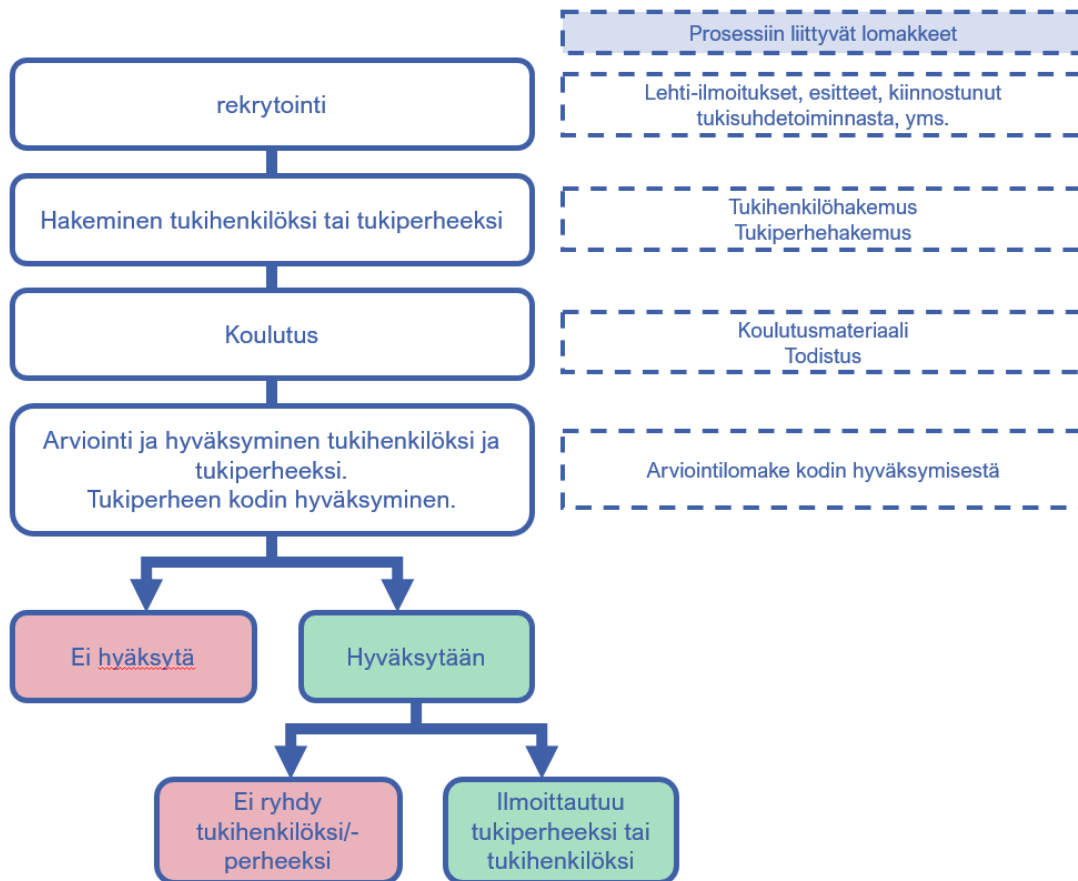 Prosessiin liittyvät lomakkeet
rekrytointi
Lehti-ilmoitukset, esitteet, kiinnostunut
tukisuhdetoiminnasta, yms.
Hakeminen tukihenkilöksi tai tukiperheeksi
Tukihenkilöhakemus
Tukiperhehakemus
Koulutus
Koulutusmateriaali
Todistus
Arviointi ja hyväksyminen tukihenkilöksi ja
tukiperheeksi.
Tukiperheen kodin hyväksyminen.
Arviointilomake kodin hyväksymisestä
Ei hyäksytä
Hyväksytään
Ei ryhdy
tukihenkilöksi/-
perheeksi
Ilmoittautuu
tukiperheeksi tai
tukihenkilöksi